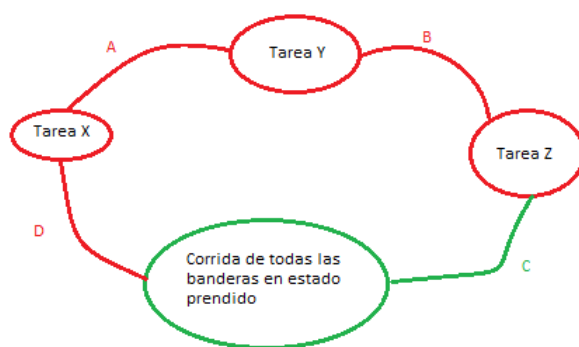 A
Tarea Y
B
Tarea X
Tarea Z
D
Corrida de todas las
banderas en estado
prendido
C